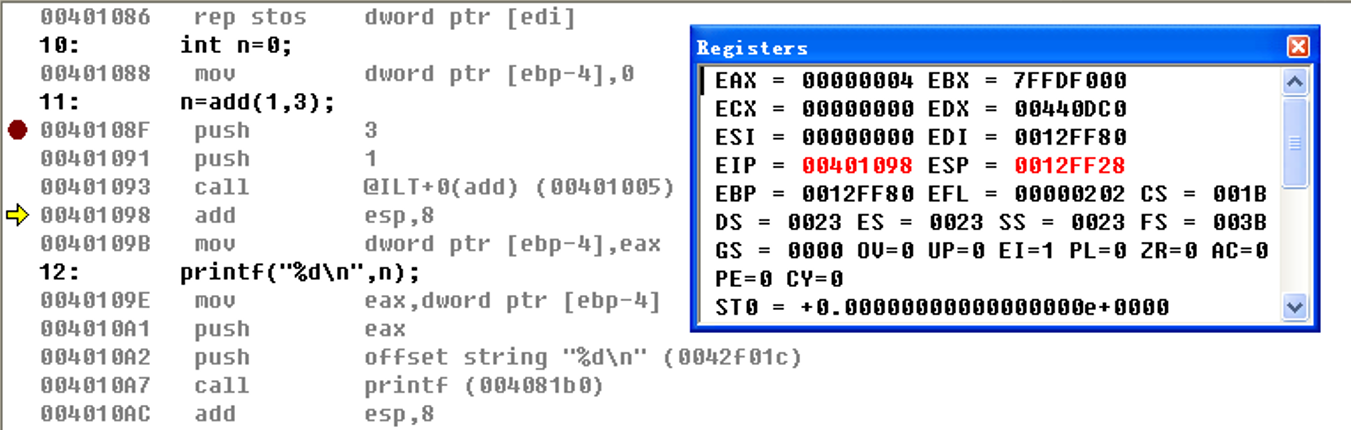 00401086 rep stos dword ptr [edi]
10: int n=0;
00401088 mov dword ptr [ebp-4],0
11: n=add(1,3);
0040108F push 3
00401091 push 1
00401093 call @ILT+0(add) (00401005)
00401098 add esp,8
0040109B mov dword ptr [ebp-4],eax
12: printf("%d\n",n);
0040109E mov eax,dword ptr [ebp-4]
004010A1 push eax
004010A2 push offset string "%d\n" (0042f01c)
004010A7 call printf (004081b0)
004010AC add esp,8
Registers
EAX = 00000004 EBX = 7FFDF000
ECX = 00000000 EDX = 00440DC0
ESI = 00000000 EDI = 0012FF80
EIP = 00401098 ESP = 0012FF28
EBP = 0012FF80 EFL = 00000202 CS = 001B
DS = 0023 ES = 0023 SS = 0023 FS = 003B
GS = 0000 OV=0 UP=0 EI=1 PL=0 ZR=0 AC=0
PE=0 CY=0
ST0 = +0.00000000000000000e+0000